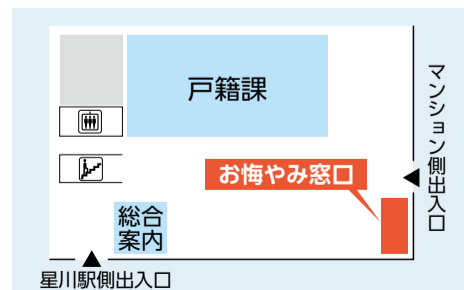 戸籍課
マンション側出入口
お悔やみ窓口
総合
案内
星川駅側出入口